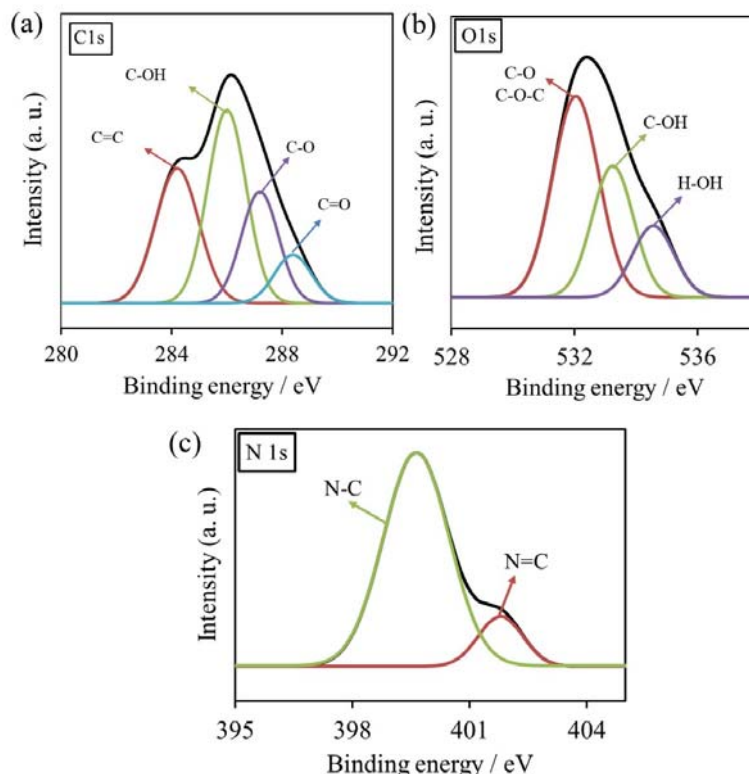 (a)
C1s
C-OH
C=C
C-O
C=O
Intensity (a. u.)
280 284 288 292
Binding energy / eV
(b)
O1s
C-O
C-O-C
C-OH
H-OH
Intensity (a. u.)
528 532 536
Binding energy / eV
(c)
N 1s
N-C
N=C
Intensity (a. u.)
395 398 401 404
Binding energy / eV